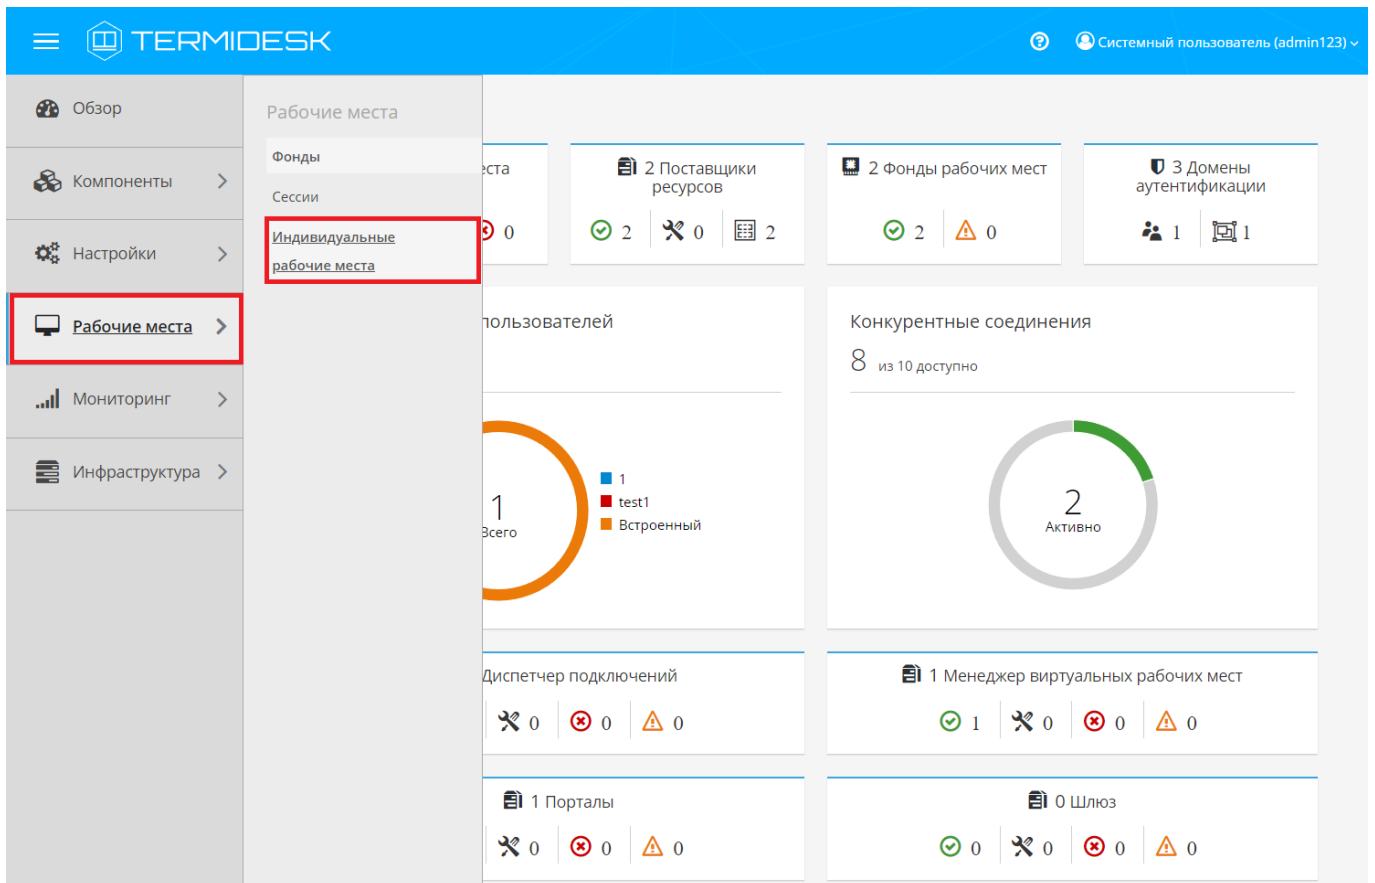 TERMIDESK
Системный пользователь (admin123)
Обзор
Компоненты
Настройки
Рабочие места
Мониторинг
Инфраструктура
Рабочие места
Фонды
Сессии
Индивидуальные
рабочие места
0
2 Поставщики
ресурсов
2 0 2
2 Фонды рабочих мест
2 0
3 Домены
аутентификации
1 1
пользователей
1
Всего
1
test1
Встроенный
Конкурентные соединения
8 из 10 доступно
2
Активно
Диспетчер подключений
0 0 0
1 Менеджер виртуальных рабочих мест
1 0 0 0
1 Порталы
0 0 0
0 Шлюз
0 0 0 0